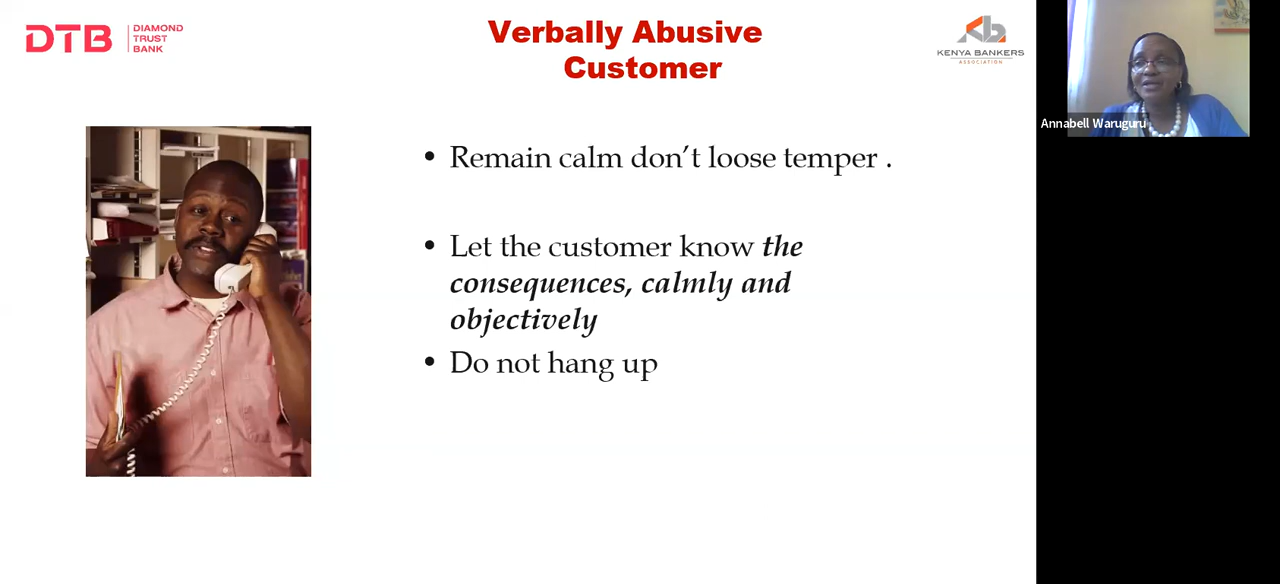 DTB
DIAMOND
TRUST
BANK
Verbally Abusive
Customer
KENYA BANKERS
ASSOCIATION
Annabell Waruguru
• Remain calm don’t loose temper .
• Let the customer know the
consequences, calmly and
objectively
• Do not hang up